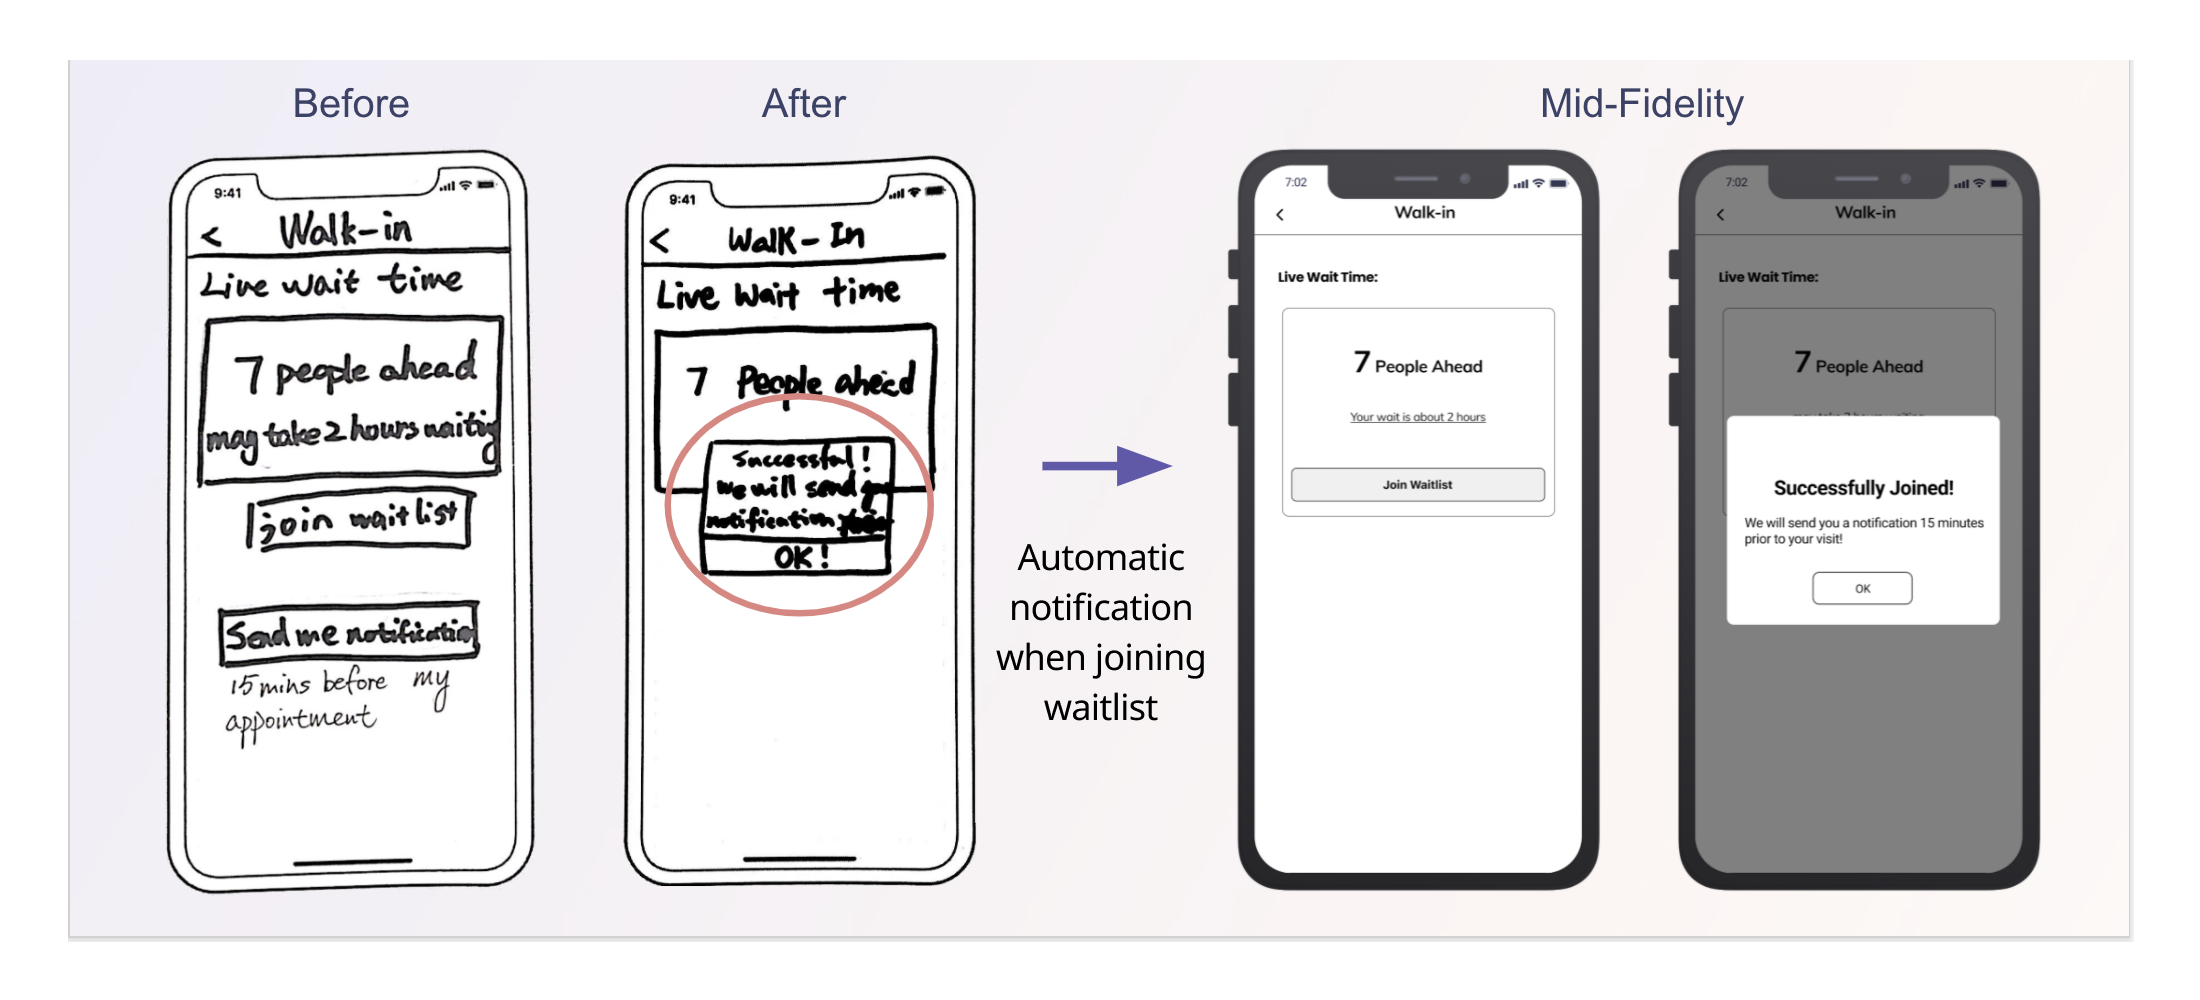 Before
9:41
< Walk-in
Live wait time
7 people ahead
may take 2 hours waiting
join waitlist
Send me notification
15 mins before my
appointment
After
9:41
< Walk-In
Live Wait time
7 People ahead
Successful!
we will send you
notification
OK!
Automatic
notification
when joining
waitlist
Mid-Fidelity
7:02
< Walk-in
Live Wait Time:
7 People Ahead
Your wait is about 2 hours
Join Waitlist
7:02
< Walk-in
Live Wait Time:
7 People Ahead
Successfully Joined!
We will send you a notification 15 minutes
prior to your visit!
OK